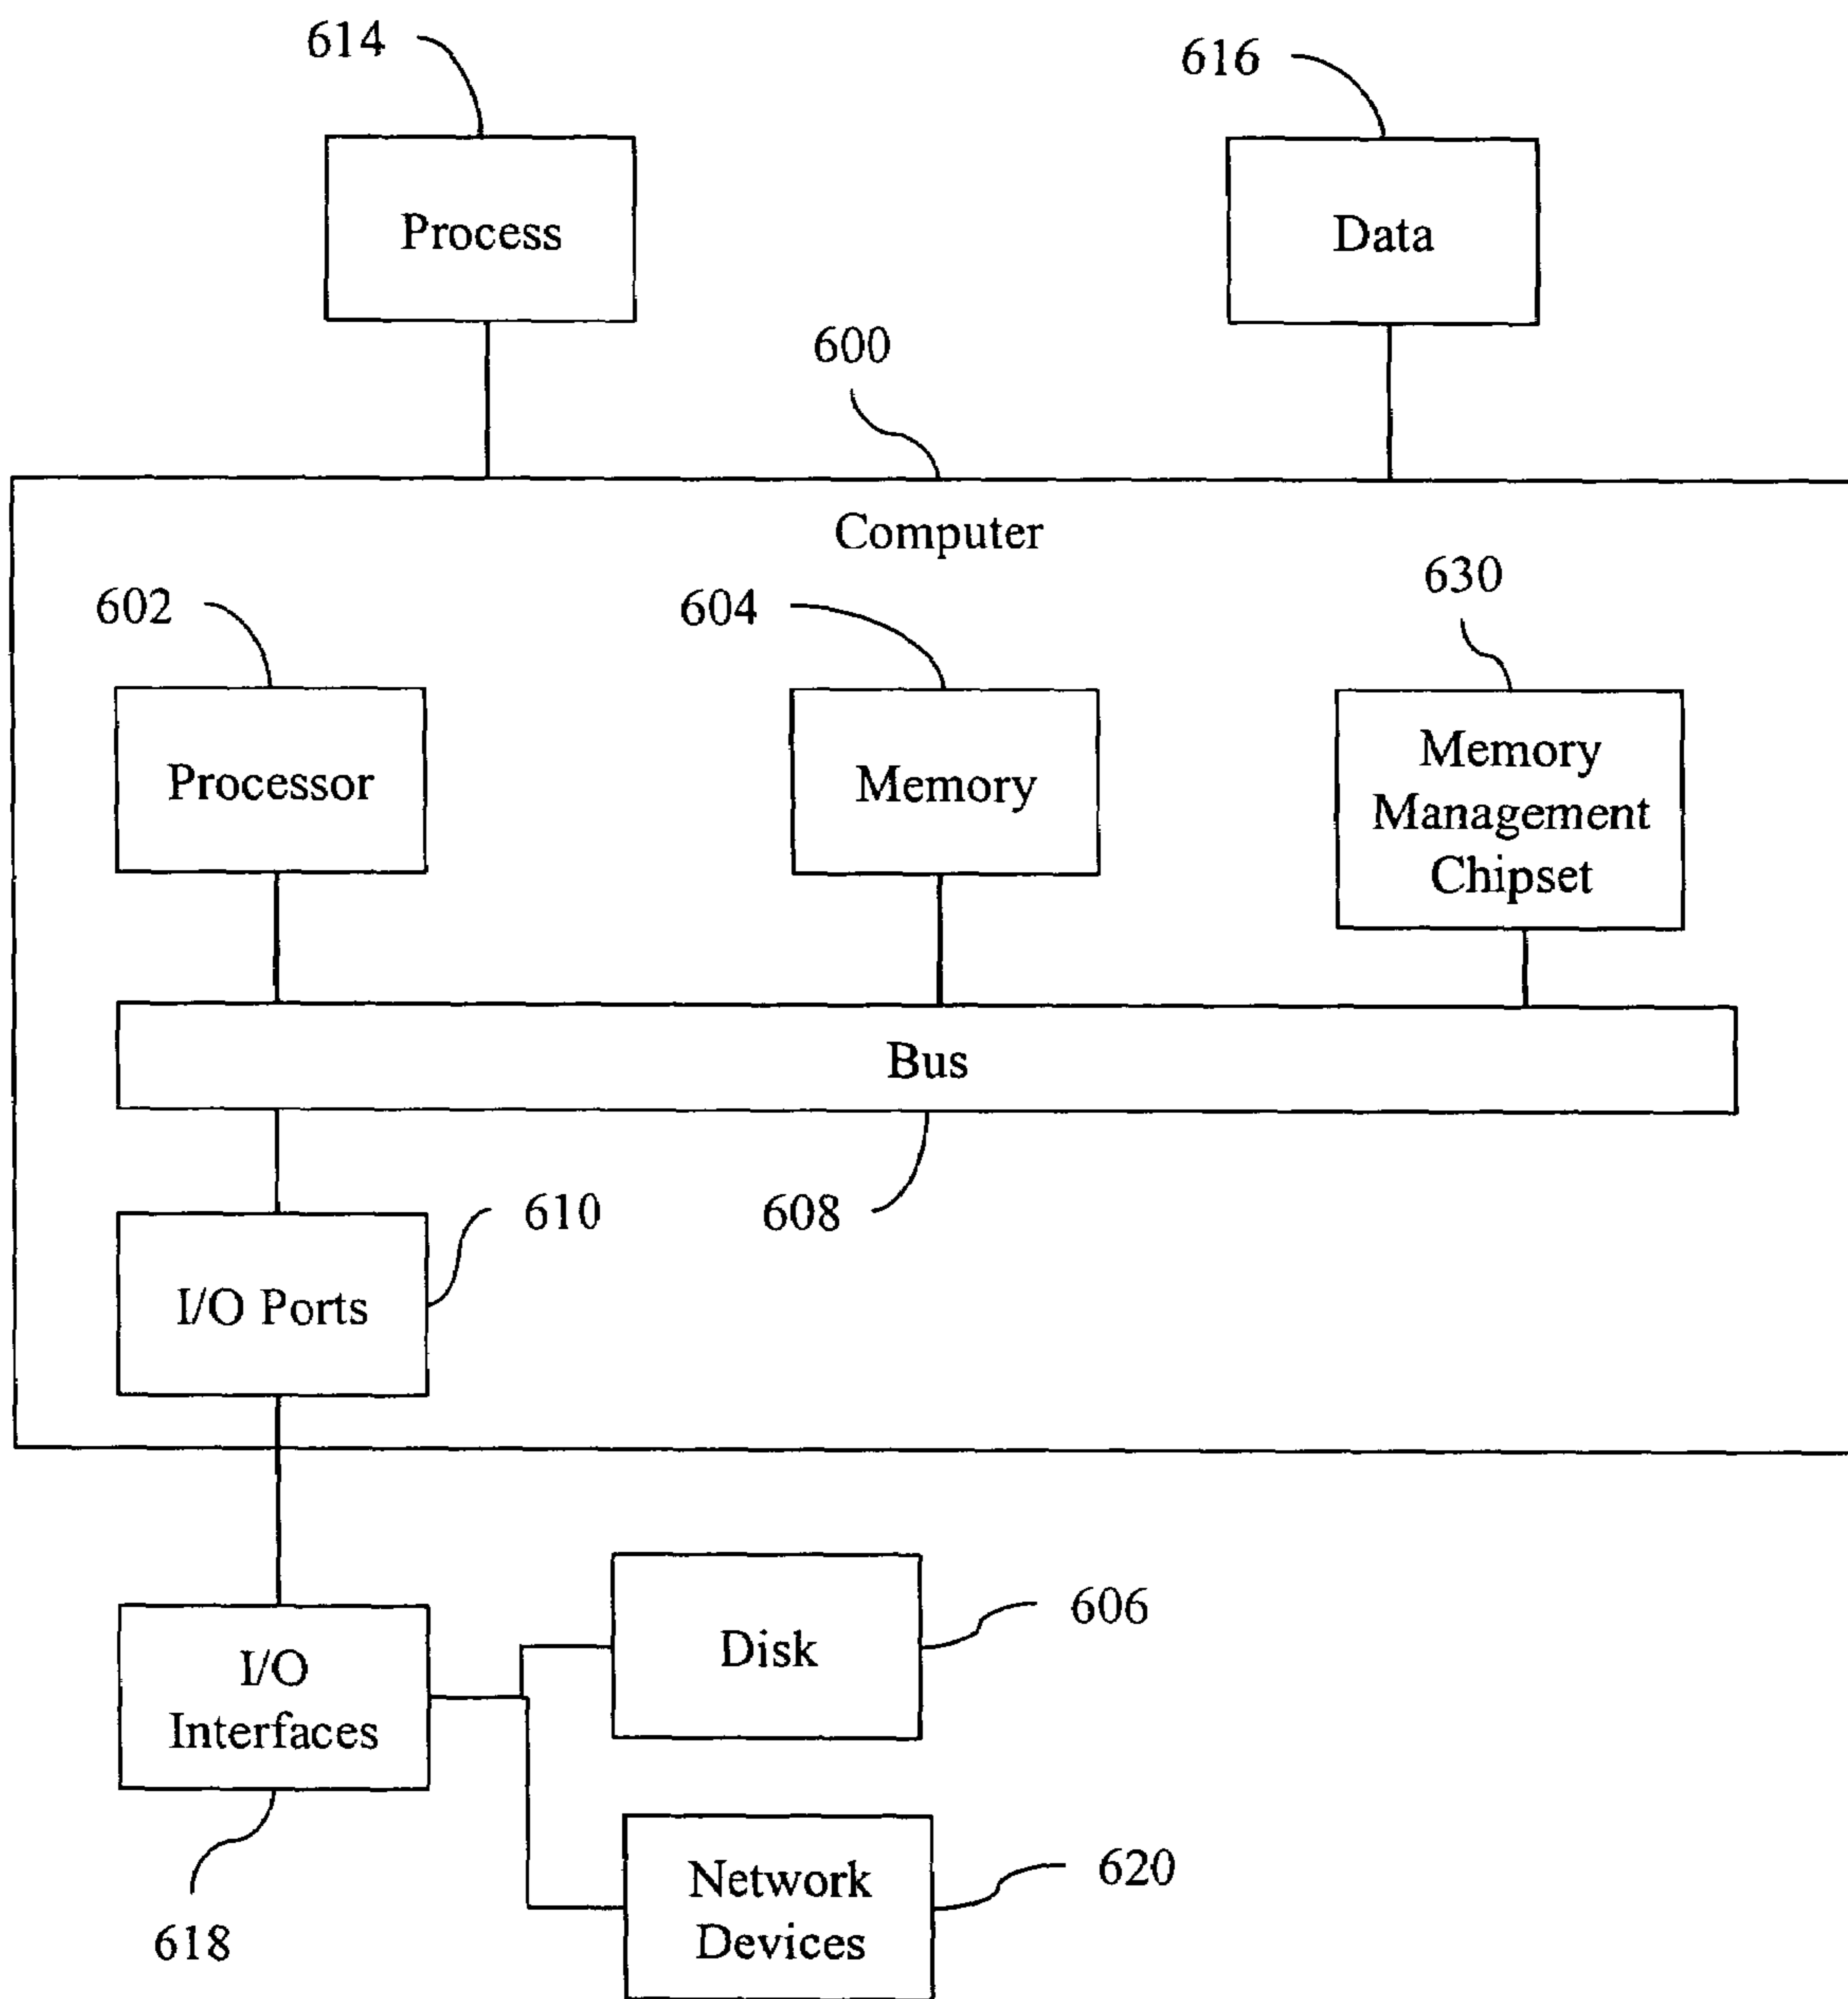 614
616
Process
Data
600
Computer
602
604
630
Processor
Memory
Memory
Management
Chipset
Bus
610
608
I/O Ports
606
Disk
I/O
Interfaces
620
Network
Devices
618